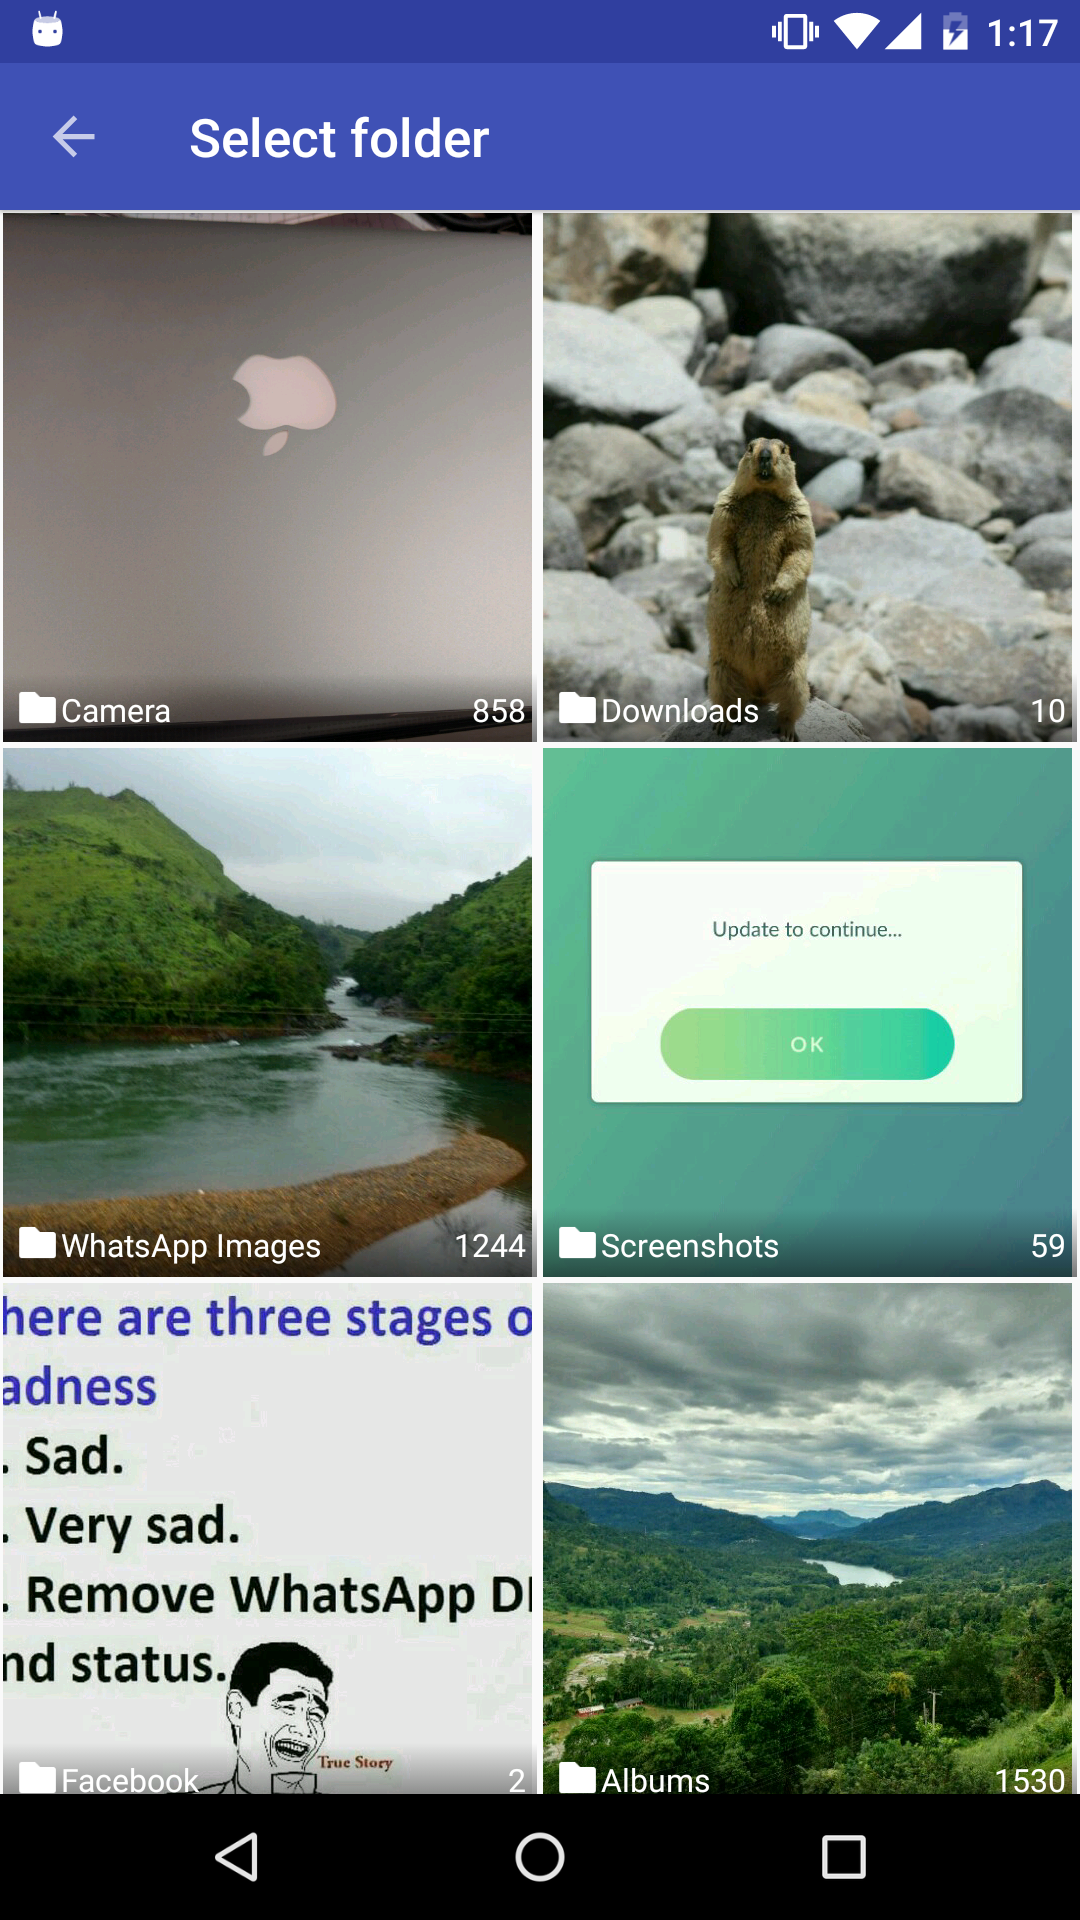 1:17
Select folder
Camera 858
Downloads 10
Update to continue...
OK
WhatsApp Images 1244
Screenshots 59
here are three stages o
adness
. Sad.
. Very sad.
. Remove WhatsApp D
nd status.
True Story
Facebook 2
Albums 1530